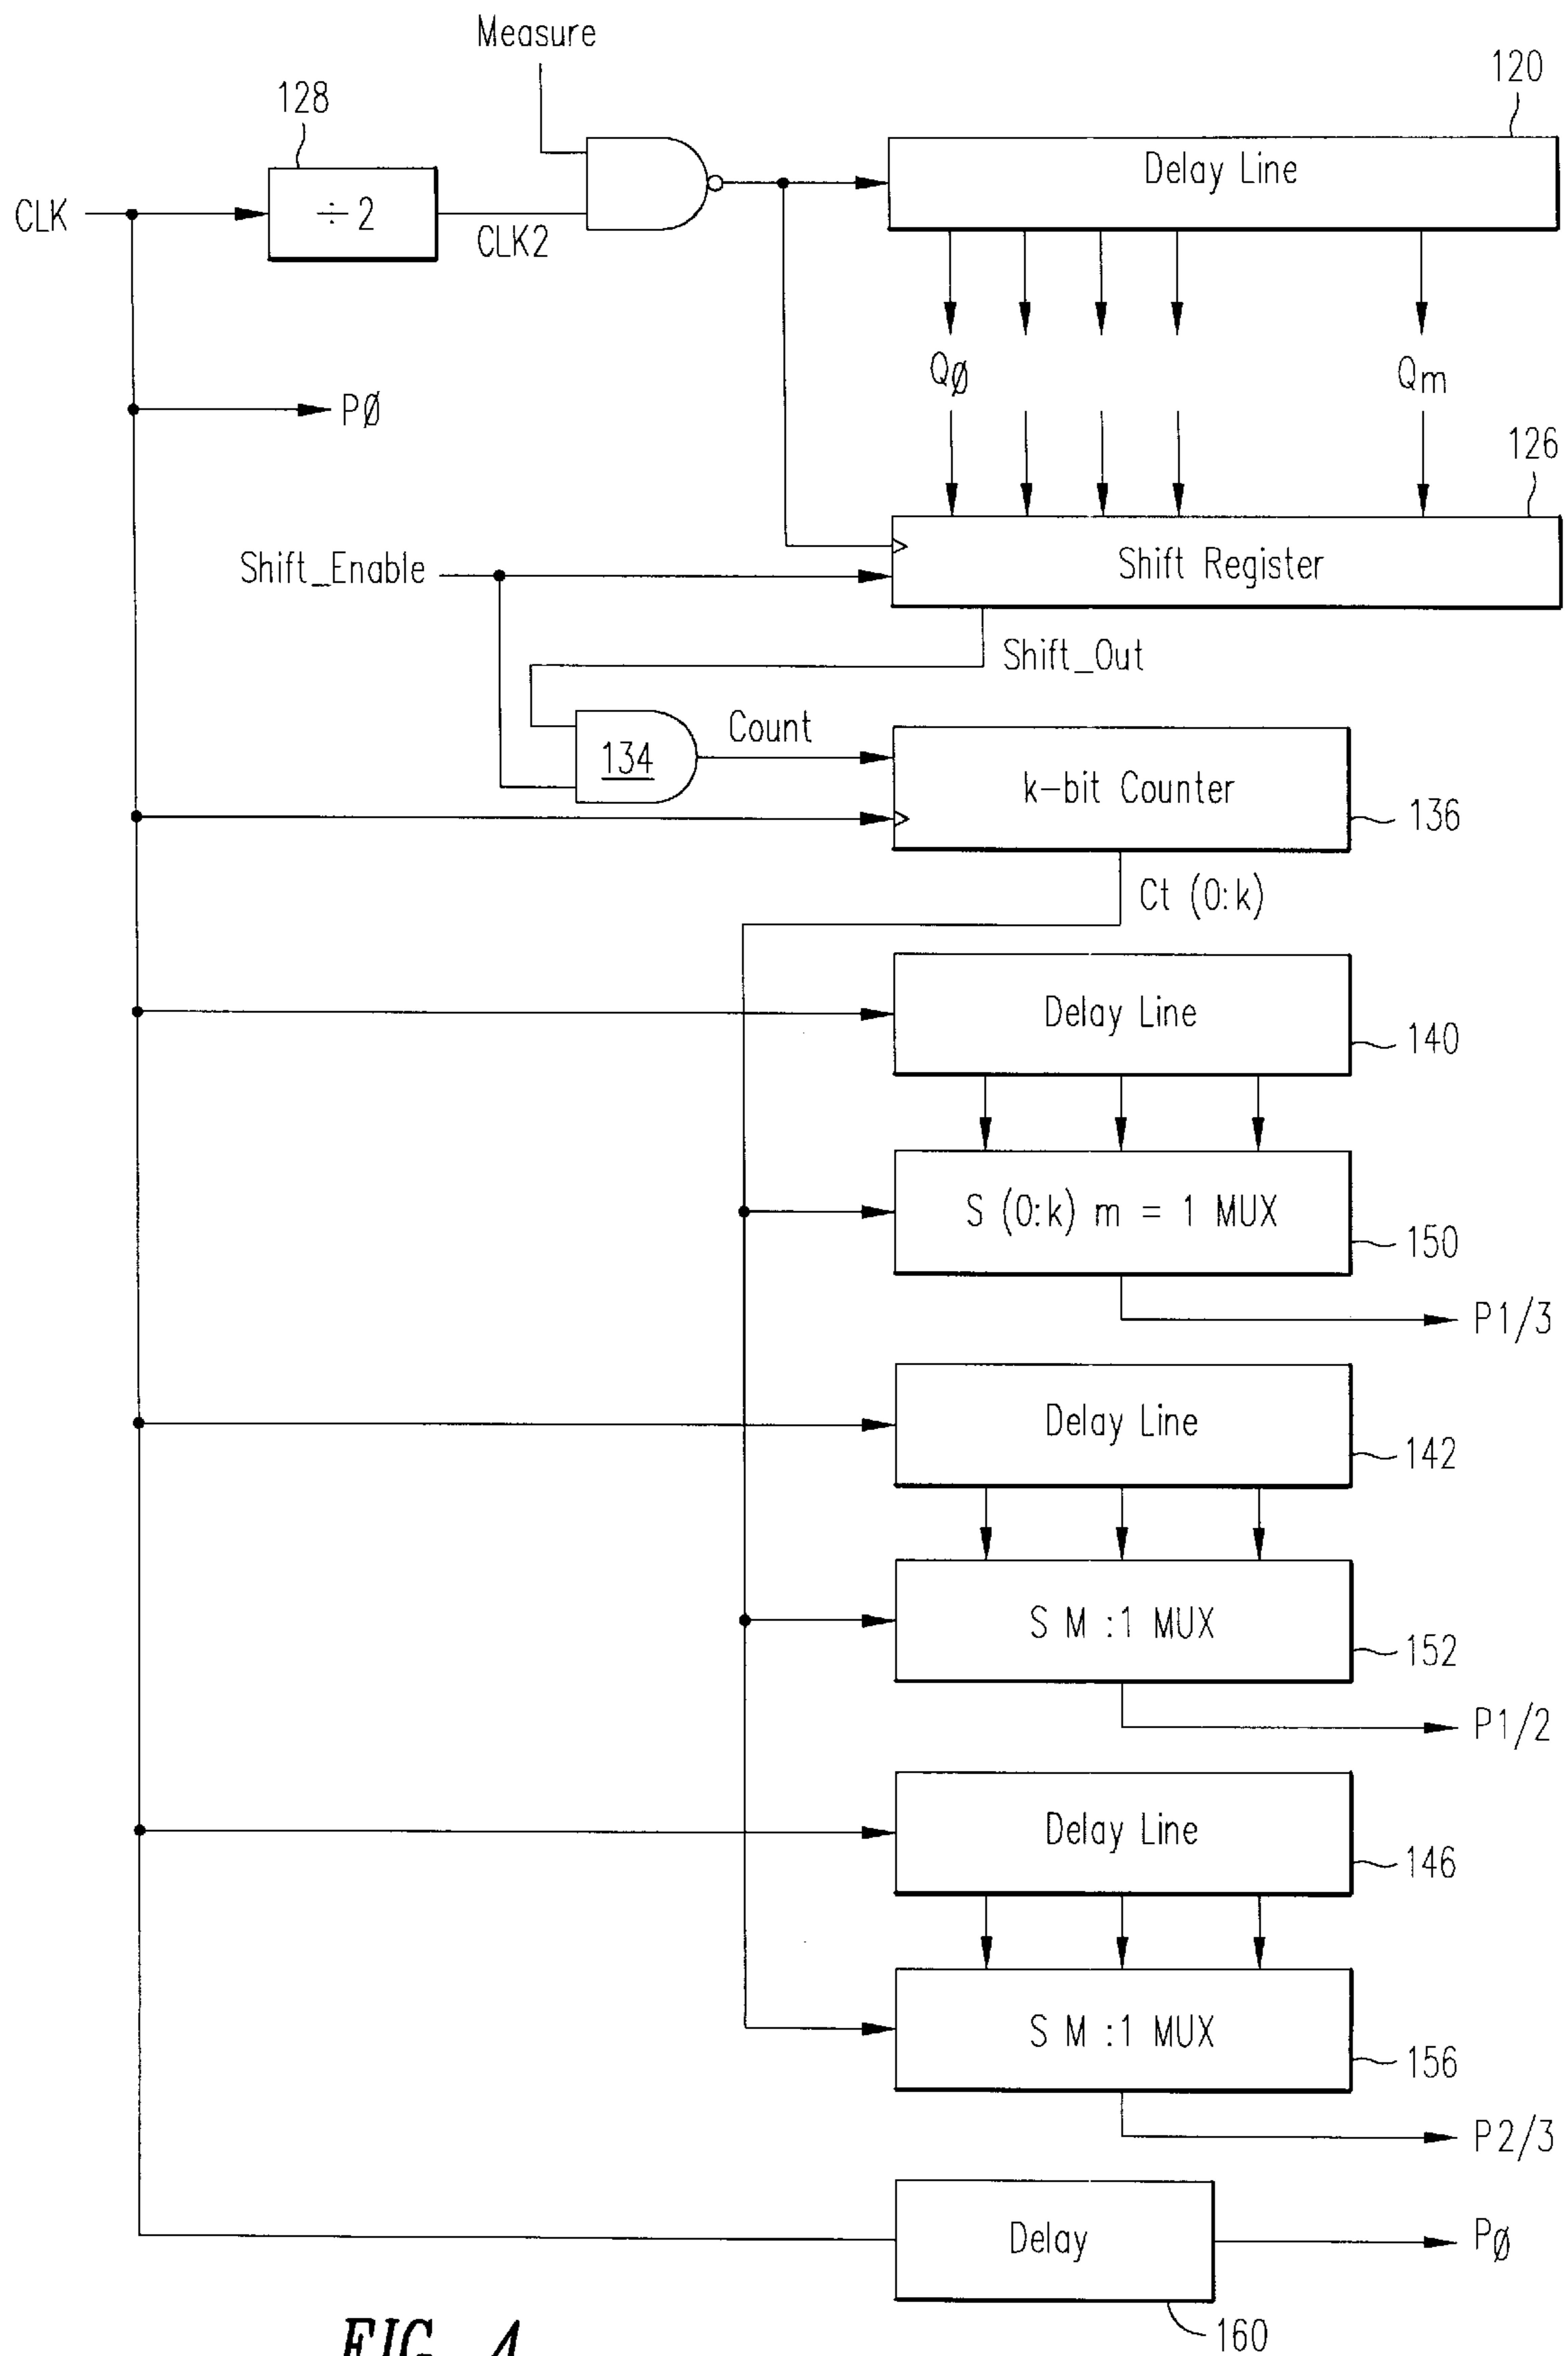 Measure
120
128
Delay Line
CLK
÷2
CLK2
QØ
Qm
PØ
126
Shift_Enable
Shift Register
Shift_Out
134
Count
k-bit Counter
136
Ct (0:k)
Delay Line
140
S (0:k) m = 1 MUX
150
P1/3
Delay Line
142
S M :1 MUX
152
P1/2
Delay Line
146
S M :1 MUX
156
P2/3
Delay
PØ
160
FIG. 4